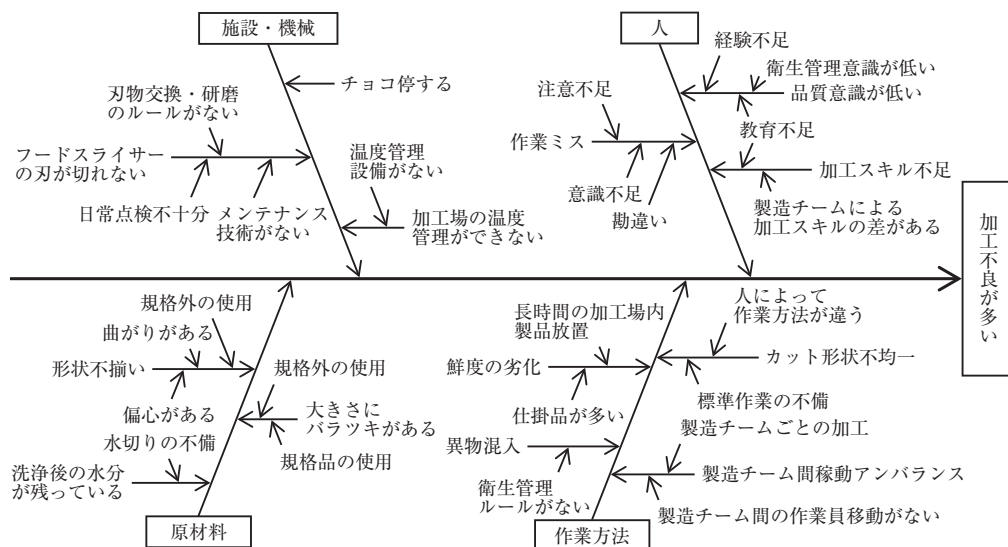 施設・機械
チョコ停する
刃物交換・研磨
のルールがない
フードスライサー
の刃が切れない
日常点検不十分
メンテナンス
技術がない
温度管理
設備がない
加工場の温度
管理ができない
人
経験不足
衛生管理意識が低い
品質意識が低い
教育不足
注意不足
作業ミス
意識不足
勘違い
加工スキル不足
製造チームによる
加工スキルの差がある
加工不良が多い
規格外の使用
曲がりがある
形状不揃い
偏心がある
規格外の使用
大きさに
バラツキがある
規格品の使用
水切りの不備
洗浄後の水分
が残っている
原材料
長時間の加工場内
製品放置
鮮度の劣化
仕掛品が多い
人によって
作業方法が違う
カット形状不均一
標準作業の不備
異物混入
衛生管理
ルールがない
製造チームごとの加工
製造チーム間稼動アンバランス
製造チーム間の作業員移動がない
作業方法